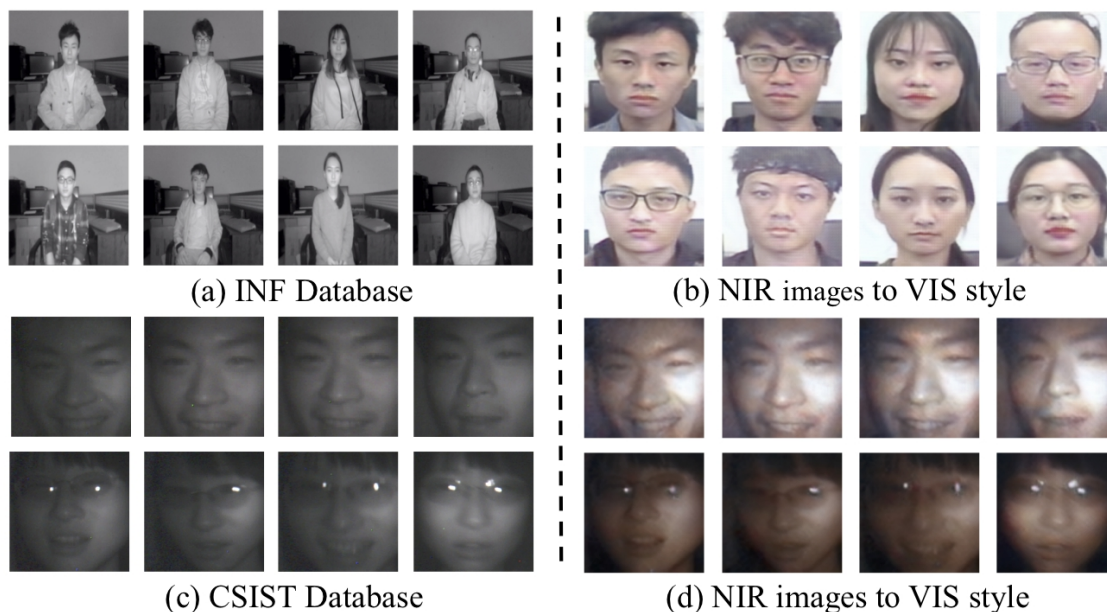 (a) INF Database
(b) NIR images to VIS style
(c) CSIST Database
(d) NIR images to VIS style